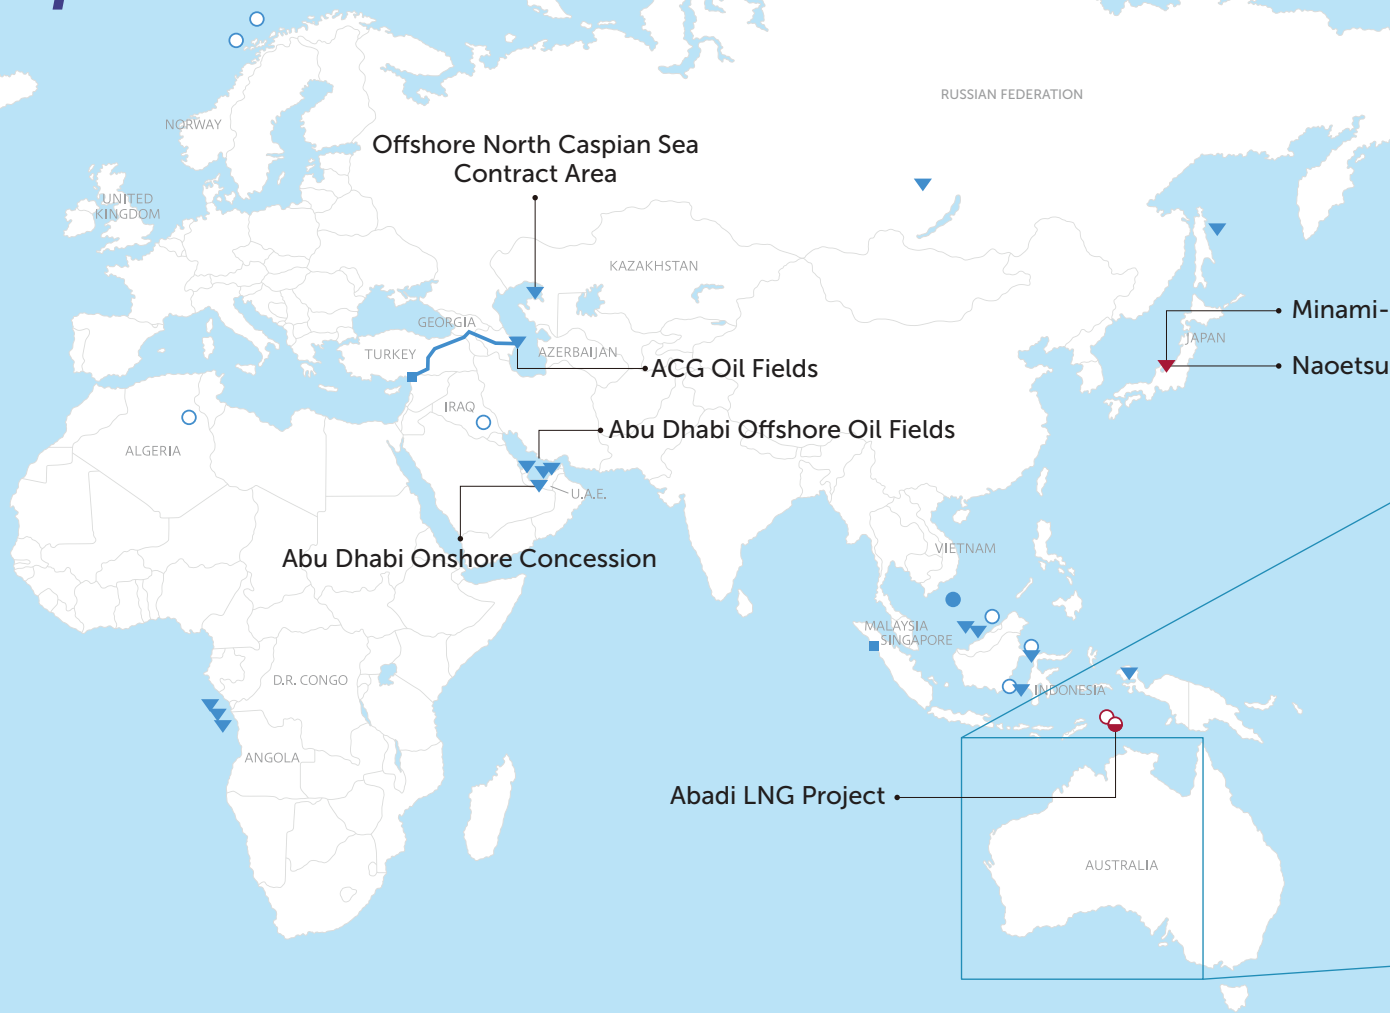 RUSSIAN FEDERATION
NORWAY
Offshore North Caspian Sea
Contract Area
UNITED
KINGDOM
KAZAKHSTAN
Minami-
GEORGIA
JAPAN
TURKEY
AZERBAIJAN
ACG Oil Fields
Naoetsu
IRAQ
Abu Dhabi Offshore Oil Fields
ALGERIA
U.A.E.
VIETNAM
Abu Dhabi Onshore Concession
MALAYSIA
SINGAPORE
D.R. CONGO
INDONESIA
ANGOLA
Abadi LNG Project
AUSTRALIA